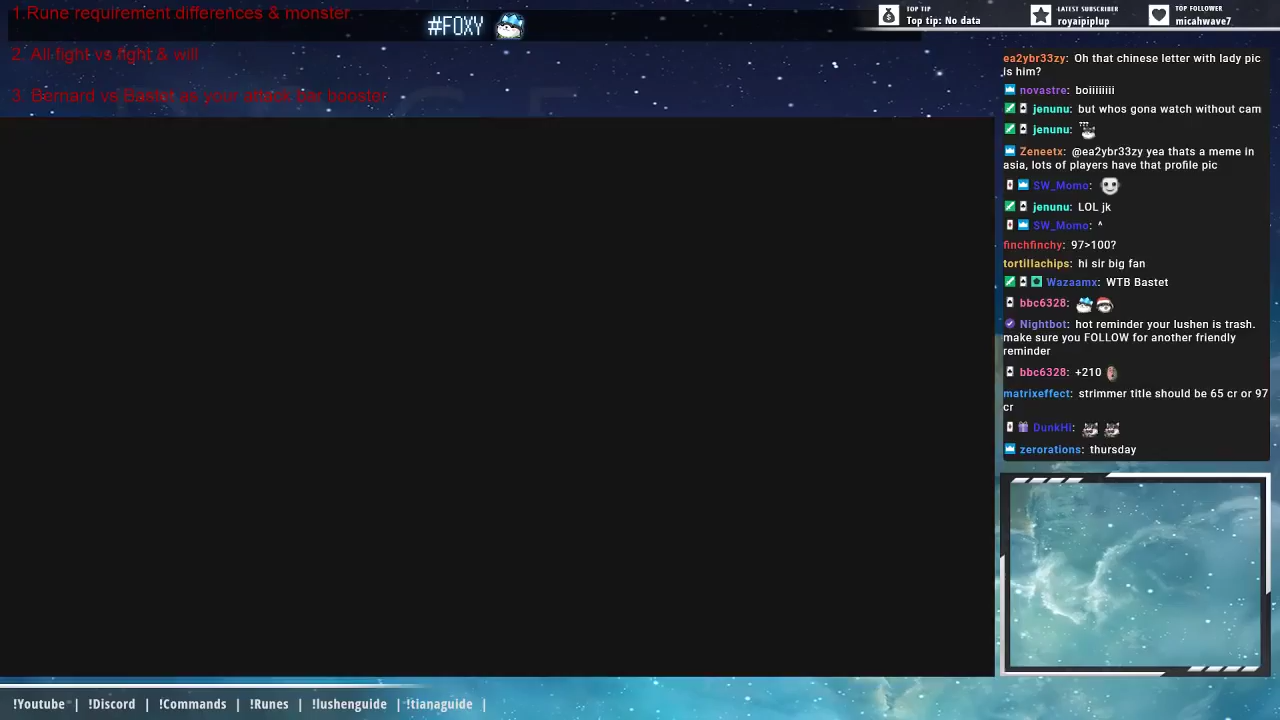 1.Rune requirement differences & monster
#FOXY
TOP TIP
Top tip: No data
LATEST SUBSCRIBER
royaipiplup
TOP FOLLOWER
micahwave7
2. All fight vs fight & will
3. Bernard vs Bastet as your attack bar booster
ea2ybr33zy: Oh that chinese letter with lady pic
is him?
novastre: boiiiiiiii
jenunu: but whos gona watch without cam
jenunu:
Zeneetx: @ea2ybr33zy yea thats a meme in
asia, lots of players have that profile pic
SW_Momo:
jenunu: LOL jk
SW_Momo: ^
finchfinchy: 97>100?
tortillachips: hi sir big fan
Wazaamx: WTB Bastet
bbc6328:
Nightbot: hot reminder your lushen is trash.
make sure you FOLLOW for another friendly
reminder
bbc6328: +210
matrixeffect: strimmer title should be 65 cr or 97
cr
DunkHi:
zerorations: thursday
!Youtube | !Discord | !Commands | !Runes | !lushenguide | !tianaguide |